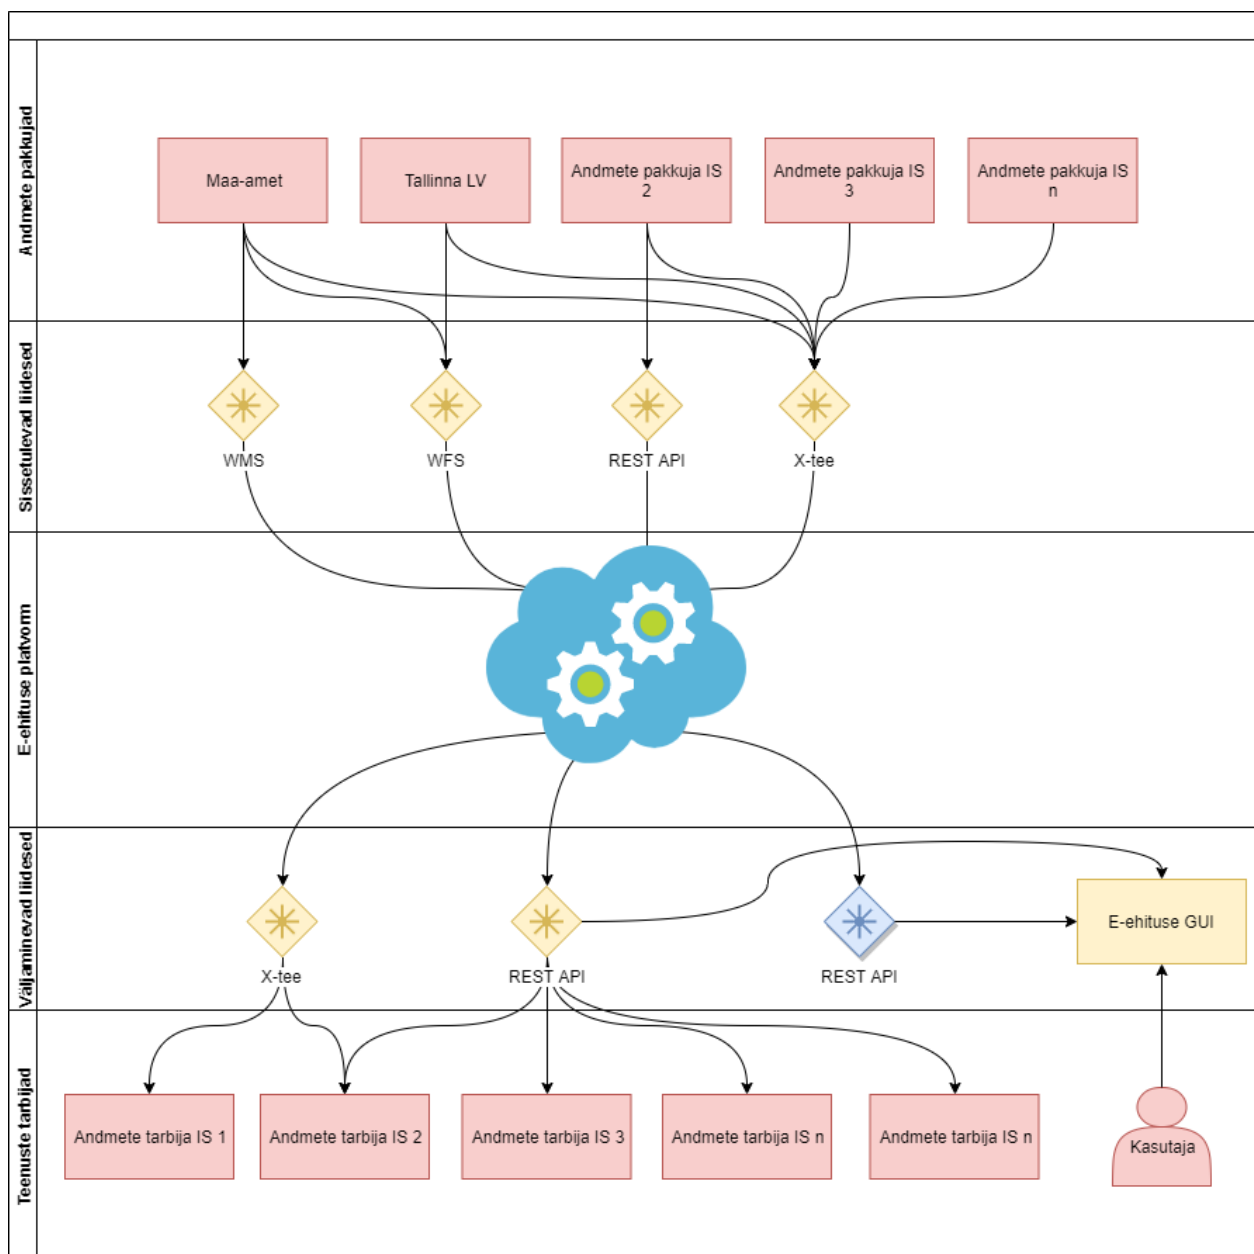 Andmete pakkujad
Maa-amet
Tallinna LV
Andmete pakkuja IS
2
Andmete pakkuja IS
3
Andmete pakkuja IS
n
Sissetulevad liidesed
WMS
WFS
REST API
X-tee
E-ehituse platvorm
Väljaminevad liidesed
X-tee
REST API
REST API
E-ehituse GUI
Teenuste tarbijad
Andmete tarbija IS 1
Andmete tarbija IS 2
Andmete tarbija IS 3
Andmete tarbija IS n
Andmete tarbija IS n
Kasutaja